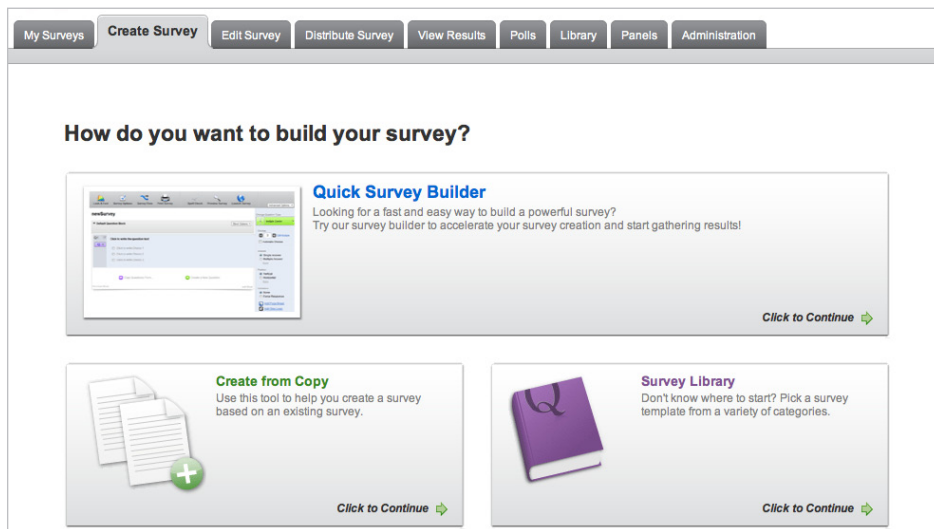 My Surveys
Create Survey
Edit Survey
Distribute Survey
View Results
Polls
Library
Panels
Administration
How do you want to build your survey?
newSurvey
Quick Survey Builder
Looking for a fast and easy way to build a powerful survey?
Try our survey builder to accelerate your survey creation and start gathering results!
Click to Continue
Create from Copy
Use this tool to help you create a survey
based on an existing survey.
Click to Continue
Q
Survey Library
Don't know where to start? Pick a survey
template from a variety of categories.
Click to Continue